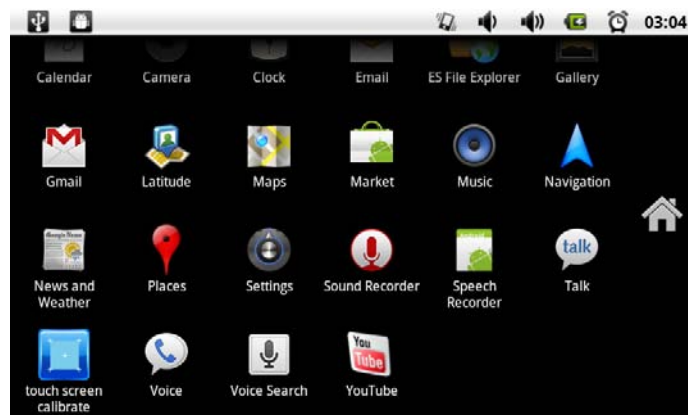 03:04
Calendar
Camera
Clock
Email
ES File Explorer
Gallery
Gmail
Latitude
Maps
Market
Music
Navigation
talk
News and
Weather
Places
Settings
Sound Recorder
Speech
Recorder
Talk
You
Tube
touch screen
calibrate
Voice
Voice Search
YouTube